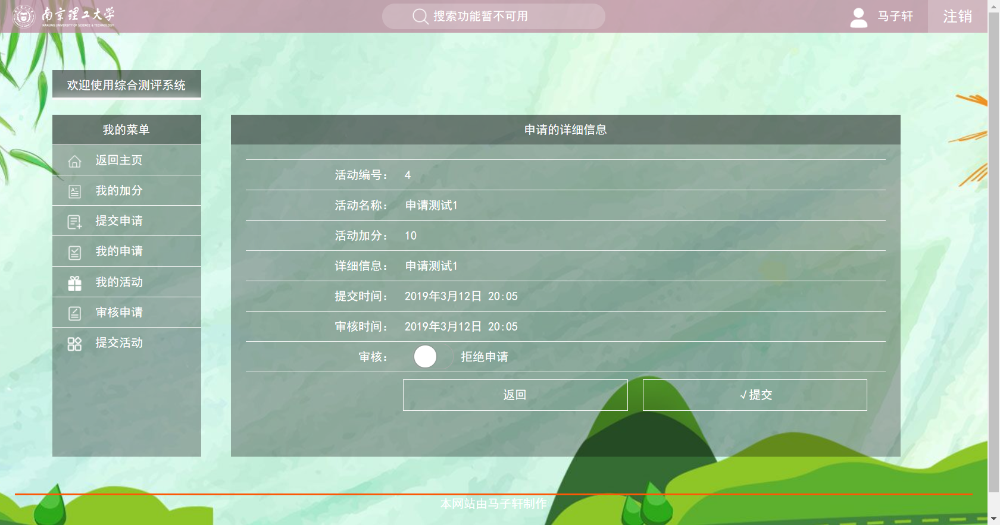 南京理工大学
NANJING UNIVERSITY OF SCIENCE & TECHNOLOGY
搜索功能暂不可用
马子轩
注销
欢迎使用综合测评系统
我的菜单
返回主页
我的加分
提交申请
我的申请
我的活动
审核申请
提交活动
申请的详细信息
活动编号： 4
活动名称： 申请测试1
活动加分： 10
详细信息： 申请测试1
提交时间： 2019年3月12日 20:05
审核时间： 2019年3月12日 20:05
审核： 拒绝申请
返回
√提交
本网站由马子轩制作